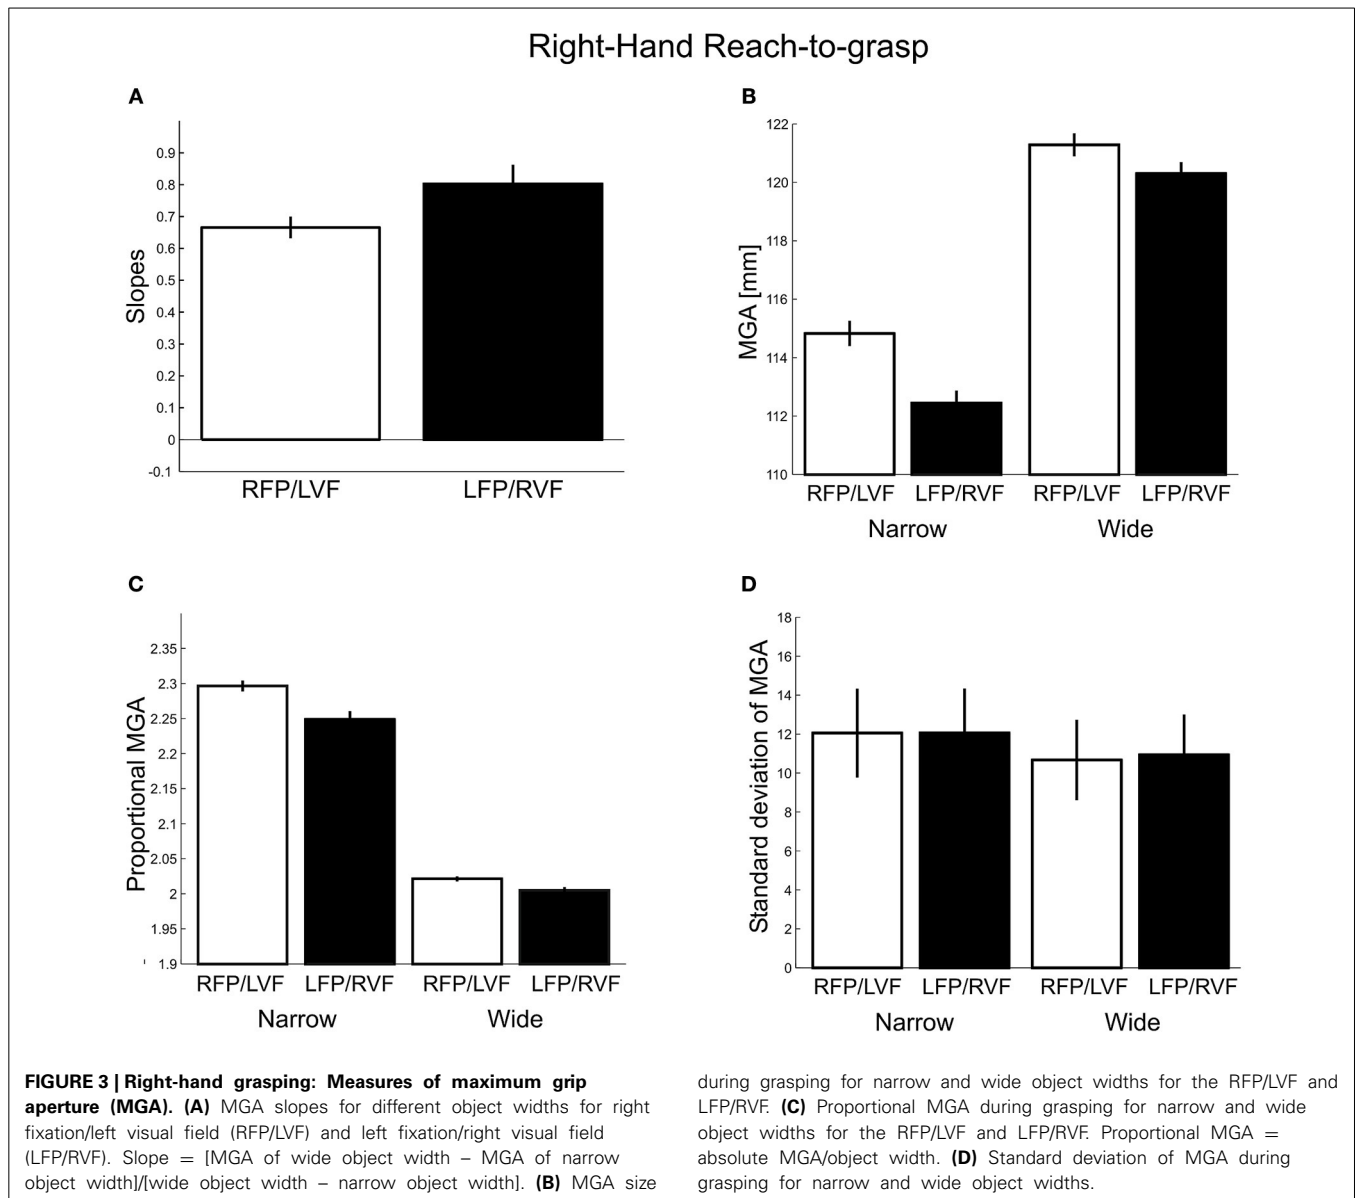 Right-Hand Reach-to-grasp
A
0.9
0.8
0.7
0.6
0.5
0.4
0.3
0.2
0.1
0
-0.1
Slopes
RFP/LVF LFP/RVF
B
122
120
118
116
114
112
110
MGA [mm]
RFP/LVF LFP/RVF RFP/LVF LFP/RVF
Narrow Wide
C
2.35
2.3
2.25
2.2
2.15
2.1
2.05
2
1.95
1.9
Proportional MGA
RFP/LVF LFP/RVF RFP/LVF LFP/RVF
Narrow Wide
D
18
16
14
12
10
8
6
4
2
0
Standard deviation of MGA
RFP/LVF LFP/RVF RFP/LVF LFP/RVF
Narrow Wide
FIGURE 3 | Right-hand grasping: Measures of maximum grip
aperture (MGA). (A) MGA slopes for different object widths for right
fixation/left visual field (RFP/LVF) and left fixation/right visual field
(LFP/RVF). Slope = [MGA of wide object width – MGA of narrow
object width]/[wide object width – narrow object width]. (B) MGA size
during grasping for narrow and wide object widths for the RFP/LVF and
LFP/RVF. (C) Proportional MGA during grasping for narrow and wide
object widths for the RFP/LVF and LFP/RVF. Proportional MGA =
absolute MGA/object width. (D) Standard deviation of MGA during
grasping for narrow and wide object widths.